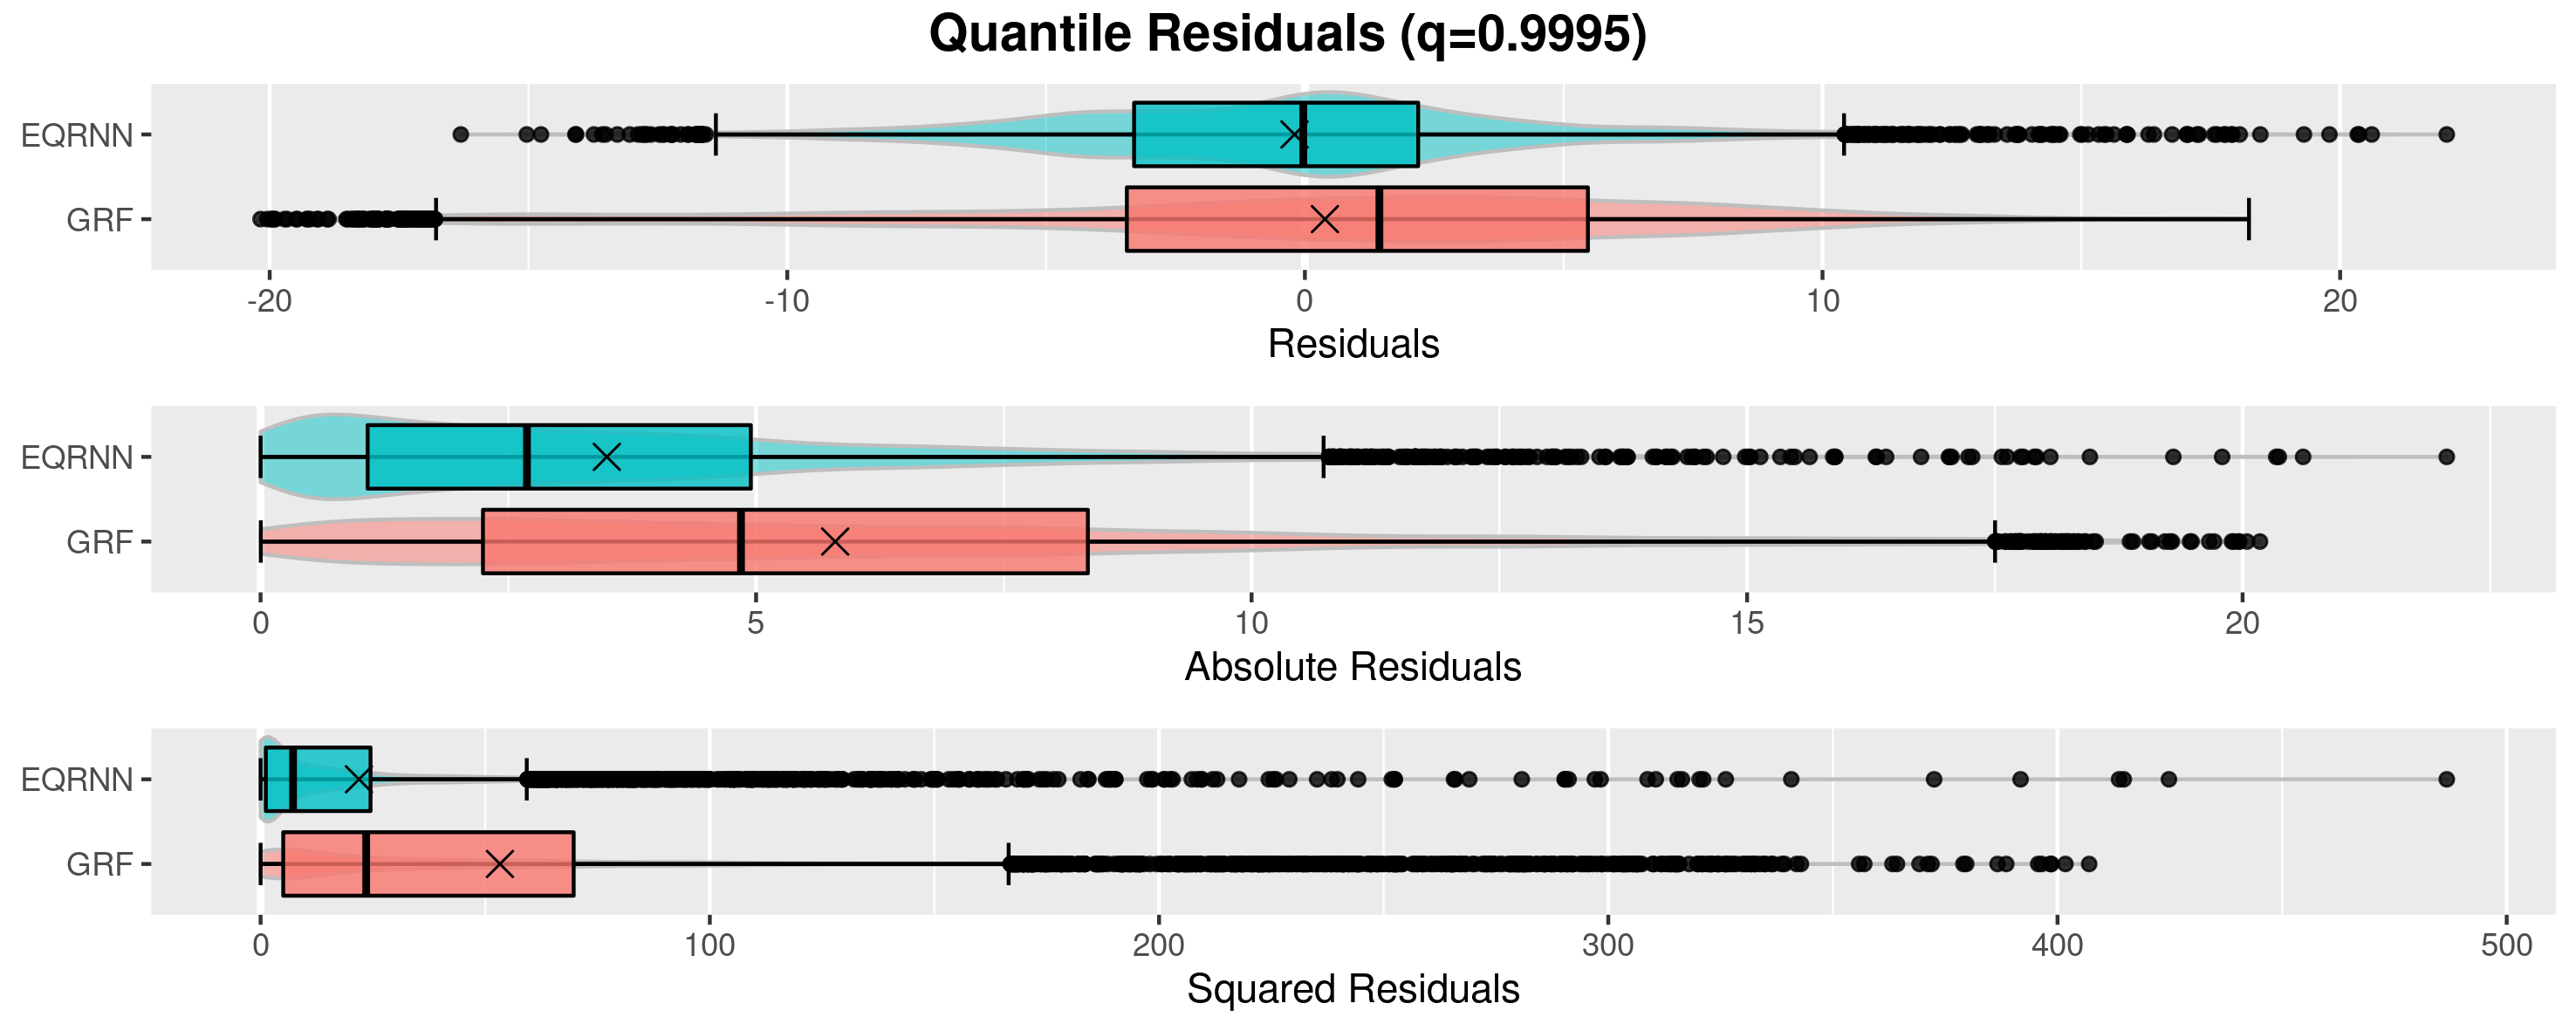 Quantile Residuals (q=0.9995)
EQRNN
GRF
-20 -10 0 10 20
Residuals
EQRNN
GRF
0 5 10 15 20
Absolute Residuals
EQRNN
GRF
0 100 200 300 400 500
Squared Residuals